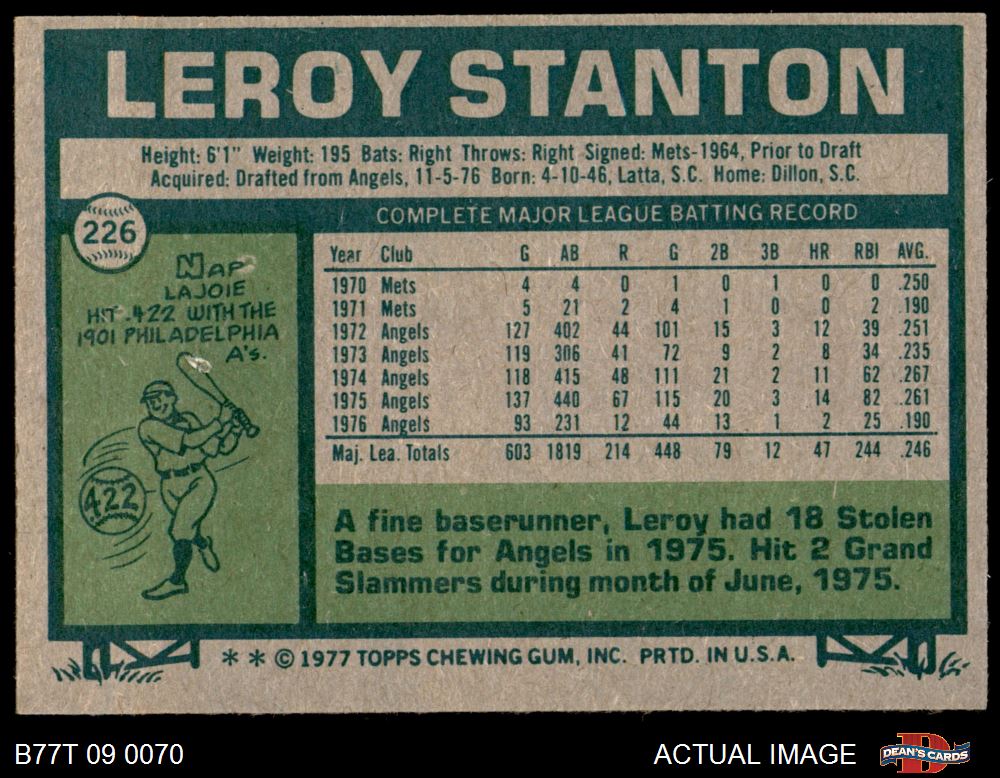 LEROY STANTON
Height: 6'1" Weight: 195 Bats: Right Throws: Right Signed: Mets-1964, Prior to Draft
Acquired: Drafted from Angels, 11-5-76 Born: 4-10-46, Latta, S.C. Home: Dillon, S.C.
226
NAP
LAJOIE
HIT .422 WITH THE
1901 PHILADELPHIA
A's.
422
COMPLETE MAJOR LEAGUE BATTING RECORD
Year Club G AB R G 2B 3B HR RBI AVG.
1970 Mets 4 4 0 1 0 1 0 0 .250
1971 Mets 5 21 2 4 1 0 0 2 .190
1972 Angels 127 402 44 101 15 3 12 39 .251
1973 Angels 119 306 41 72 9 2 8 34 .235
1974 Angels 118 415 48 111 21 2 11 62 .267
1975 Angels 137 440 67 115 20 3 14 82 .261
1976 Angels 93 231 12 44 13 1 2 25 .190
Maj. Lea. Totals 603 1819 214 448 79 12 47 244 .246
A fine baserunner, Leroy had 18 Stolen
Bases for Angels in 1975. Hit 2 Grand
Slammers during month of June, 1975.
* * © 1977 TOPPS CHEWING GUM, INC. PRTD. IN U.S.A.
B77T 09 0070
ACTUAL IMAGE
D
DEAN'S CARDS